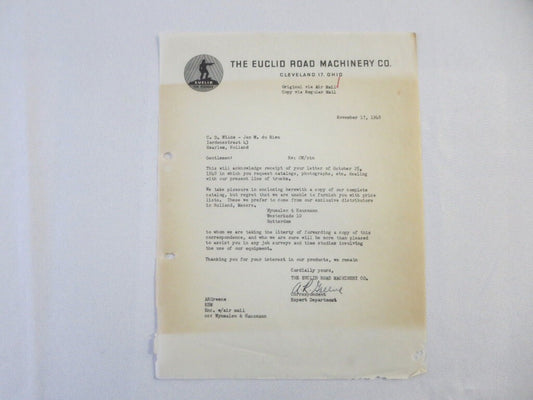 THE EUCLID ROAD MACHINERY CO.
CLEVELAND 17, OHIO
EUCLID
Original via Air Mail
Copy via Regular Mail
November 17, 1948
Haarlem, Holland
Gentlemen: Re:
This will acknowledge receipt of your letter of October 25,
1948 in which you request catalogs, photographs, etc. dealing
with our present line of trucks.
We take pleasure in enclosing herewith a copy of our complete
catalog, but regret that we are unable to furnish you with price
lists. These we prefer to come from our exclusive distributors
in Holland, Messrs.
Wynmalen & Hausmann
Westerkade 10
Rotterdam
to whom we are taking the liberty of forwarding a copy of this
correspondence, and who we are sure will be more than pleased
to assist you in any job surveys and time studies involving
the use of our equipment.
Thanking you for your interest in our products, we remain
Cordially yours,
THE EUCLID ROAD MACHINERY CO.
A R Greene
Correspondent
Export Department
ARGreene
Enc. w/air mail
cc: Wynmalen & Hausmann